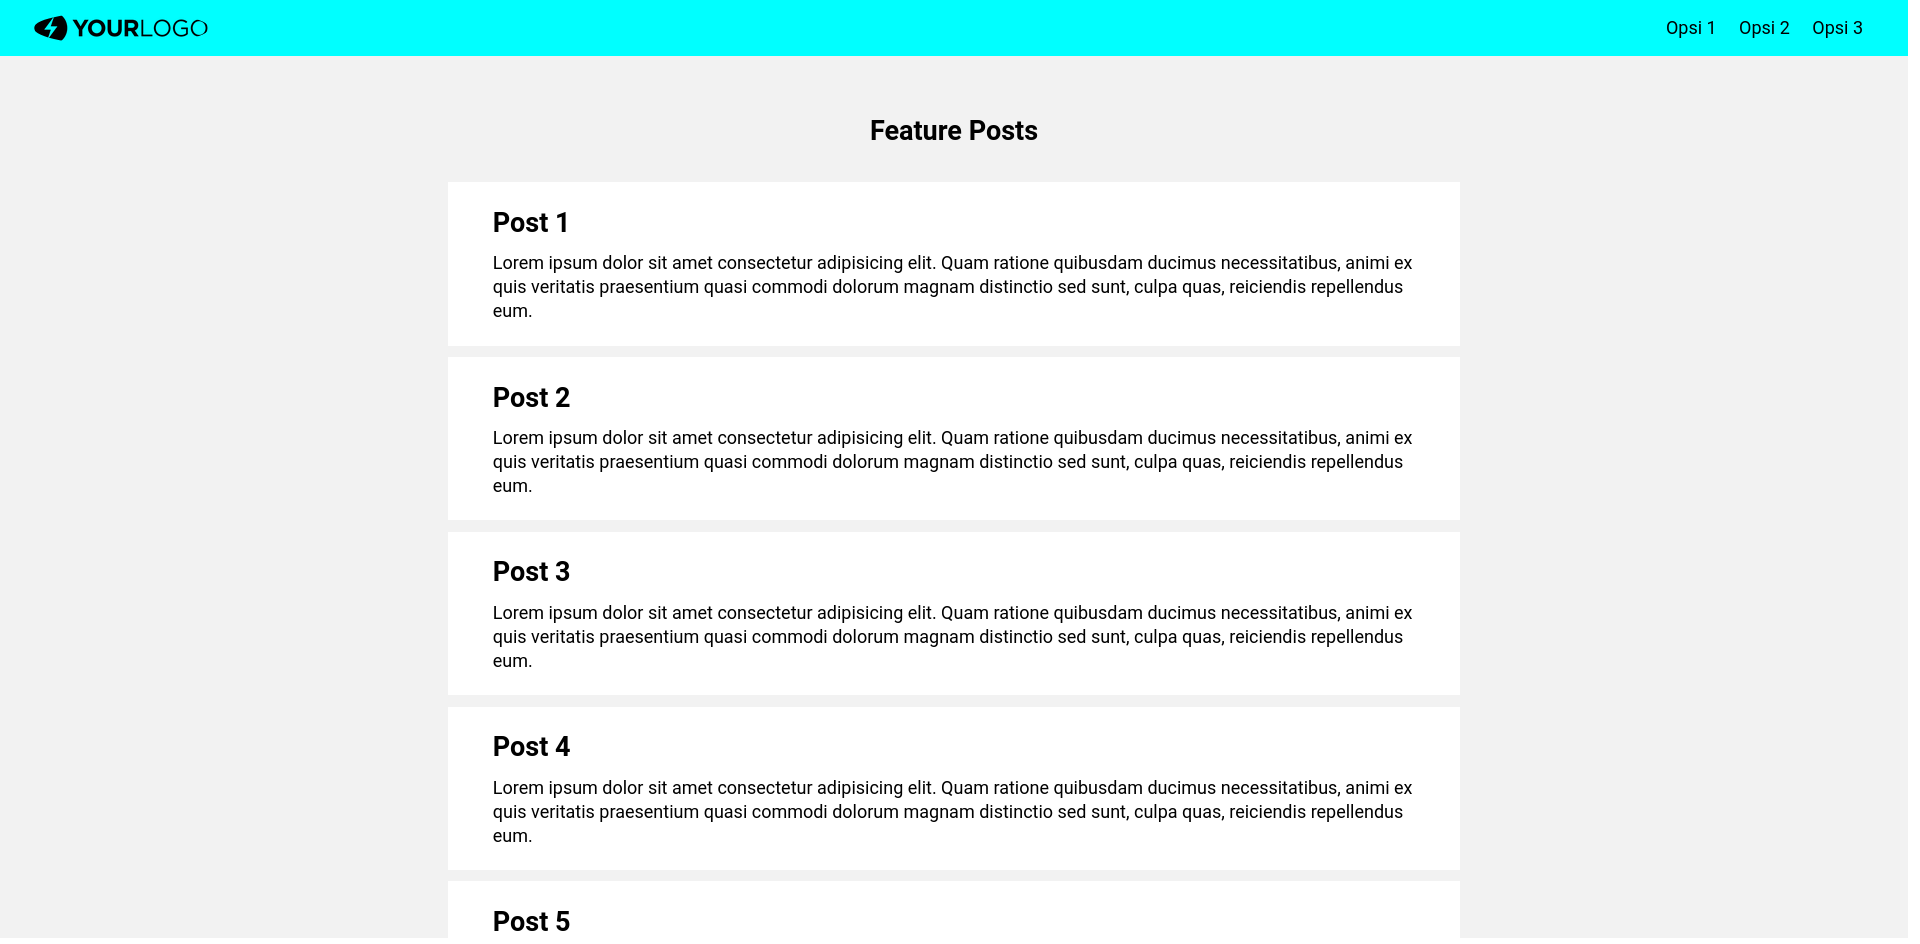 YOURLOGO
Opsi 1 Opsi 2 Opsi 3
Feature Posts
Post 1
Lorem ipsum dolor sit amet consectetur adipisicing elit. Quam ratione quibusdam ducimus necessitatibus, animi ex
quis veritatis praesentium quasi commodi dolorum magnam distinctio sed sunt, culpa quas, reiciendis repellendus
eum.
Post 2
Lorem ipsum dolor sit amet consectetur adipisicing elit. Quam ratione quibusdam ducimus necessitatibus, animi ex
quis veritatis praesentium quasi commodi dolorum magnam distinctio sed sunt, culpa quas, reiciendis repellendus
eum.
Post 3
Lorem ipsum dolor sit amet consectetur adipisicing elit. Quam ratione quibusdam ducimus necessitatibus, animi ex
quis veritatis praesentium quasi commodi dolorum magnam distinctio sed sunt, culpa quas, reiciendis repellendus
eum.
Post 4
Lorem ipsum dolor sit amet consectetur adipisicing elit. Quam ratione quibusdam ducimus necessitatibus, animi ex
quis veritatis praesentium quasi commodi dolorum magnam distinctio sed sunt, culpa quas, reiciendis repellendus
eum.
Post 5